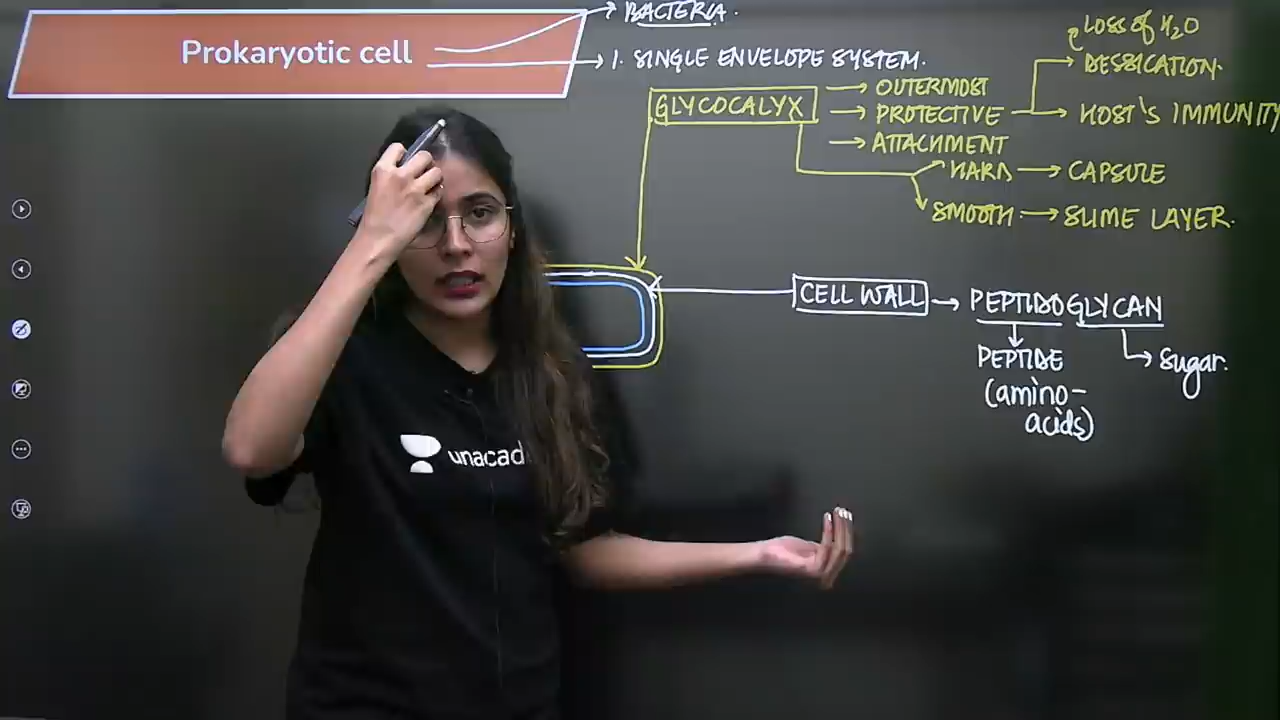 Prokaryotic cell
BACTERIA.
1. SINGLE ENVELOPE SYSTEM.
GLYCOCALYX
OUTERMOST
PROTECTIVE
ATTACHMENT
Loss of H2O
DESSICATION.
HOST'S IMMUNITY
HARD
CAPSULE
SMOOTH
SLIME LAYER.
CELL WALL
PEPTIDOGLYCAN
PEPTIDE
(amino-
acids)
Sugar.
unacad